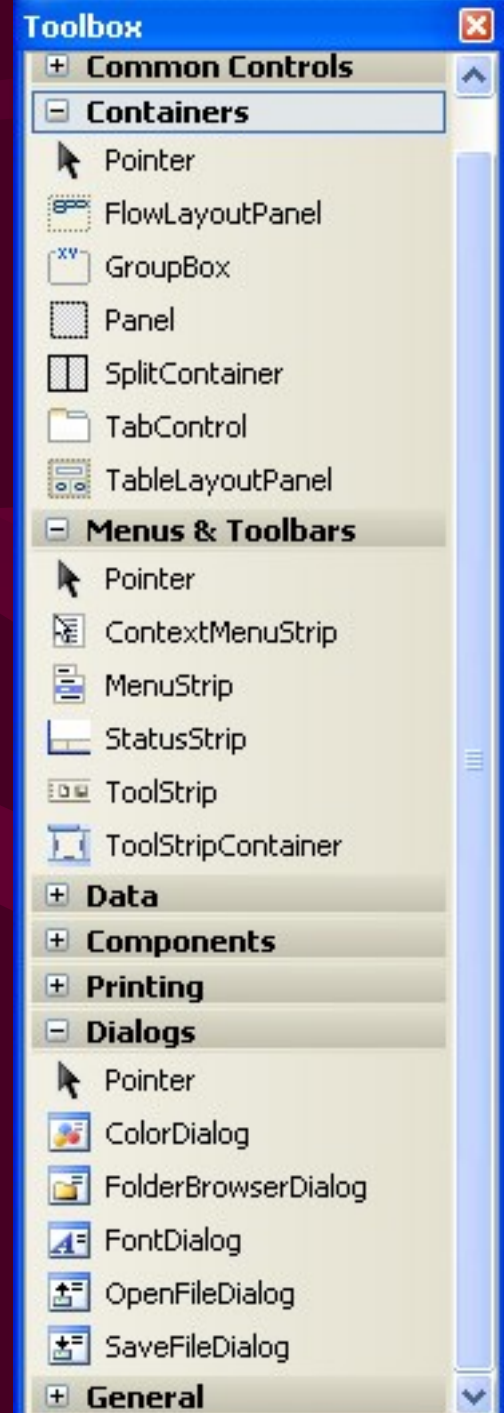 Toolbox
Common Controls
Containers
Pointer
FlowLayoutPanel
XY
GroupBox
Panel
SplitContainer
TabControl
TableLayoutPanel
Menus & Toolbars
Pointer
ContextMenuStrip
MenuStrip
StatusStrip
ToolStrip
ToolStripContainer
Data
Components
Printing
Dialogs
Pointer
ColorDialog
FolderBrowserDialog
A FontDialog
OpenFileDialog
SaveFileDialog
General